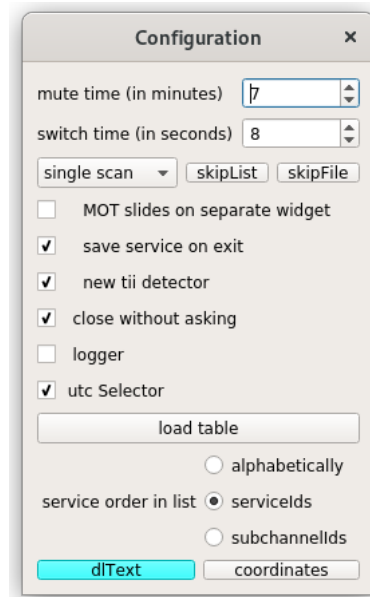 Configuration ×
mute time (in minutes) 7
switch time (in seconds) 8
single scan skipList skipFile
MOT slides on separate widget
save service on exit
new tii detector
close without asking
logger
utc Selector
load table
alphabetically
service order in list serviceIds
subchannelIds
dlText coordinates